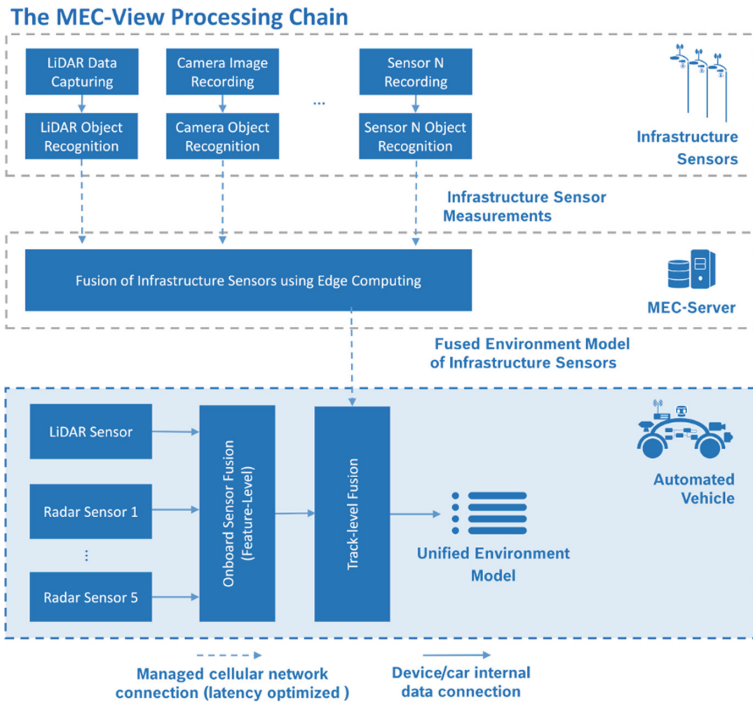 The MEC-View Processing Chain
LiDAR Data
Capturing
Camera Image
Recording
Sensor N
Recording
...
LiDAR Object
Recognition
Camera Object
Recognition
Sensor N Object
Recognition
Infrastructure
Sensors
Infrastructure Sensor
Measurements
Fusion of Infrastructure Sensors using Edge Computing
MEC-Server
Fused Environment Model
of Infrastructure Sensors
LiDAR Sensor
Radar Sensor 1
...
Radar Sensor 5
Onboard Sensor Fusion
(Feature-Level)
Track-level Fusion
Unified Environment
Model
Automated
Vehicle
Managed cellular network
connection (latency optimized )
Device/car internal
data connection